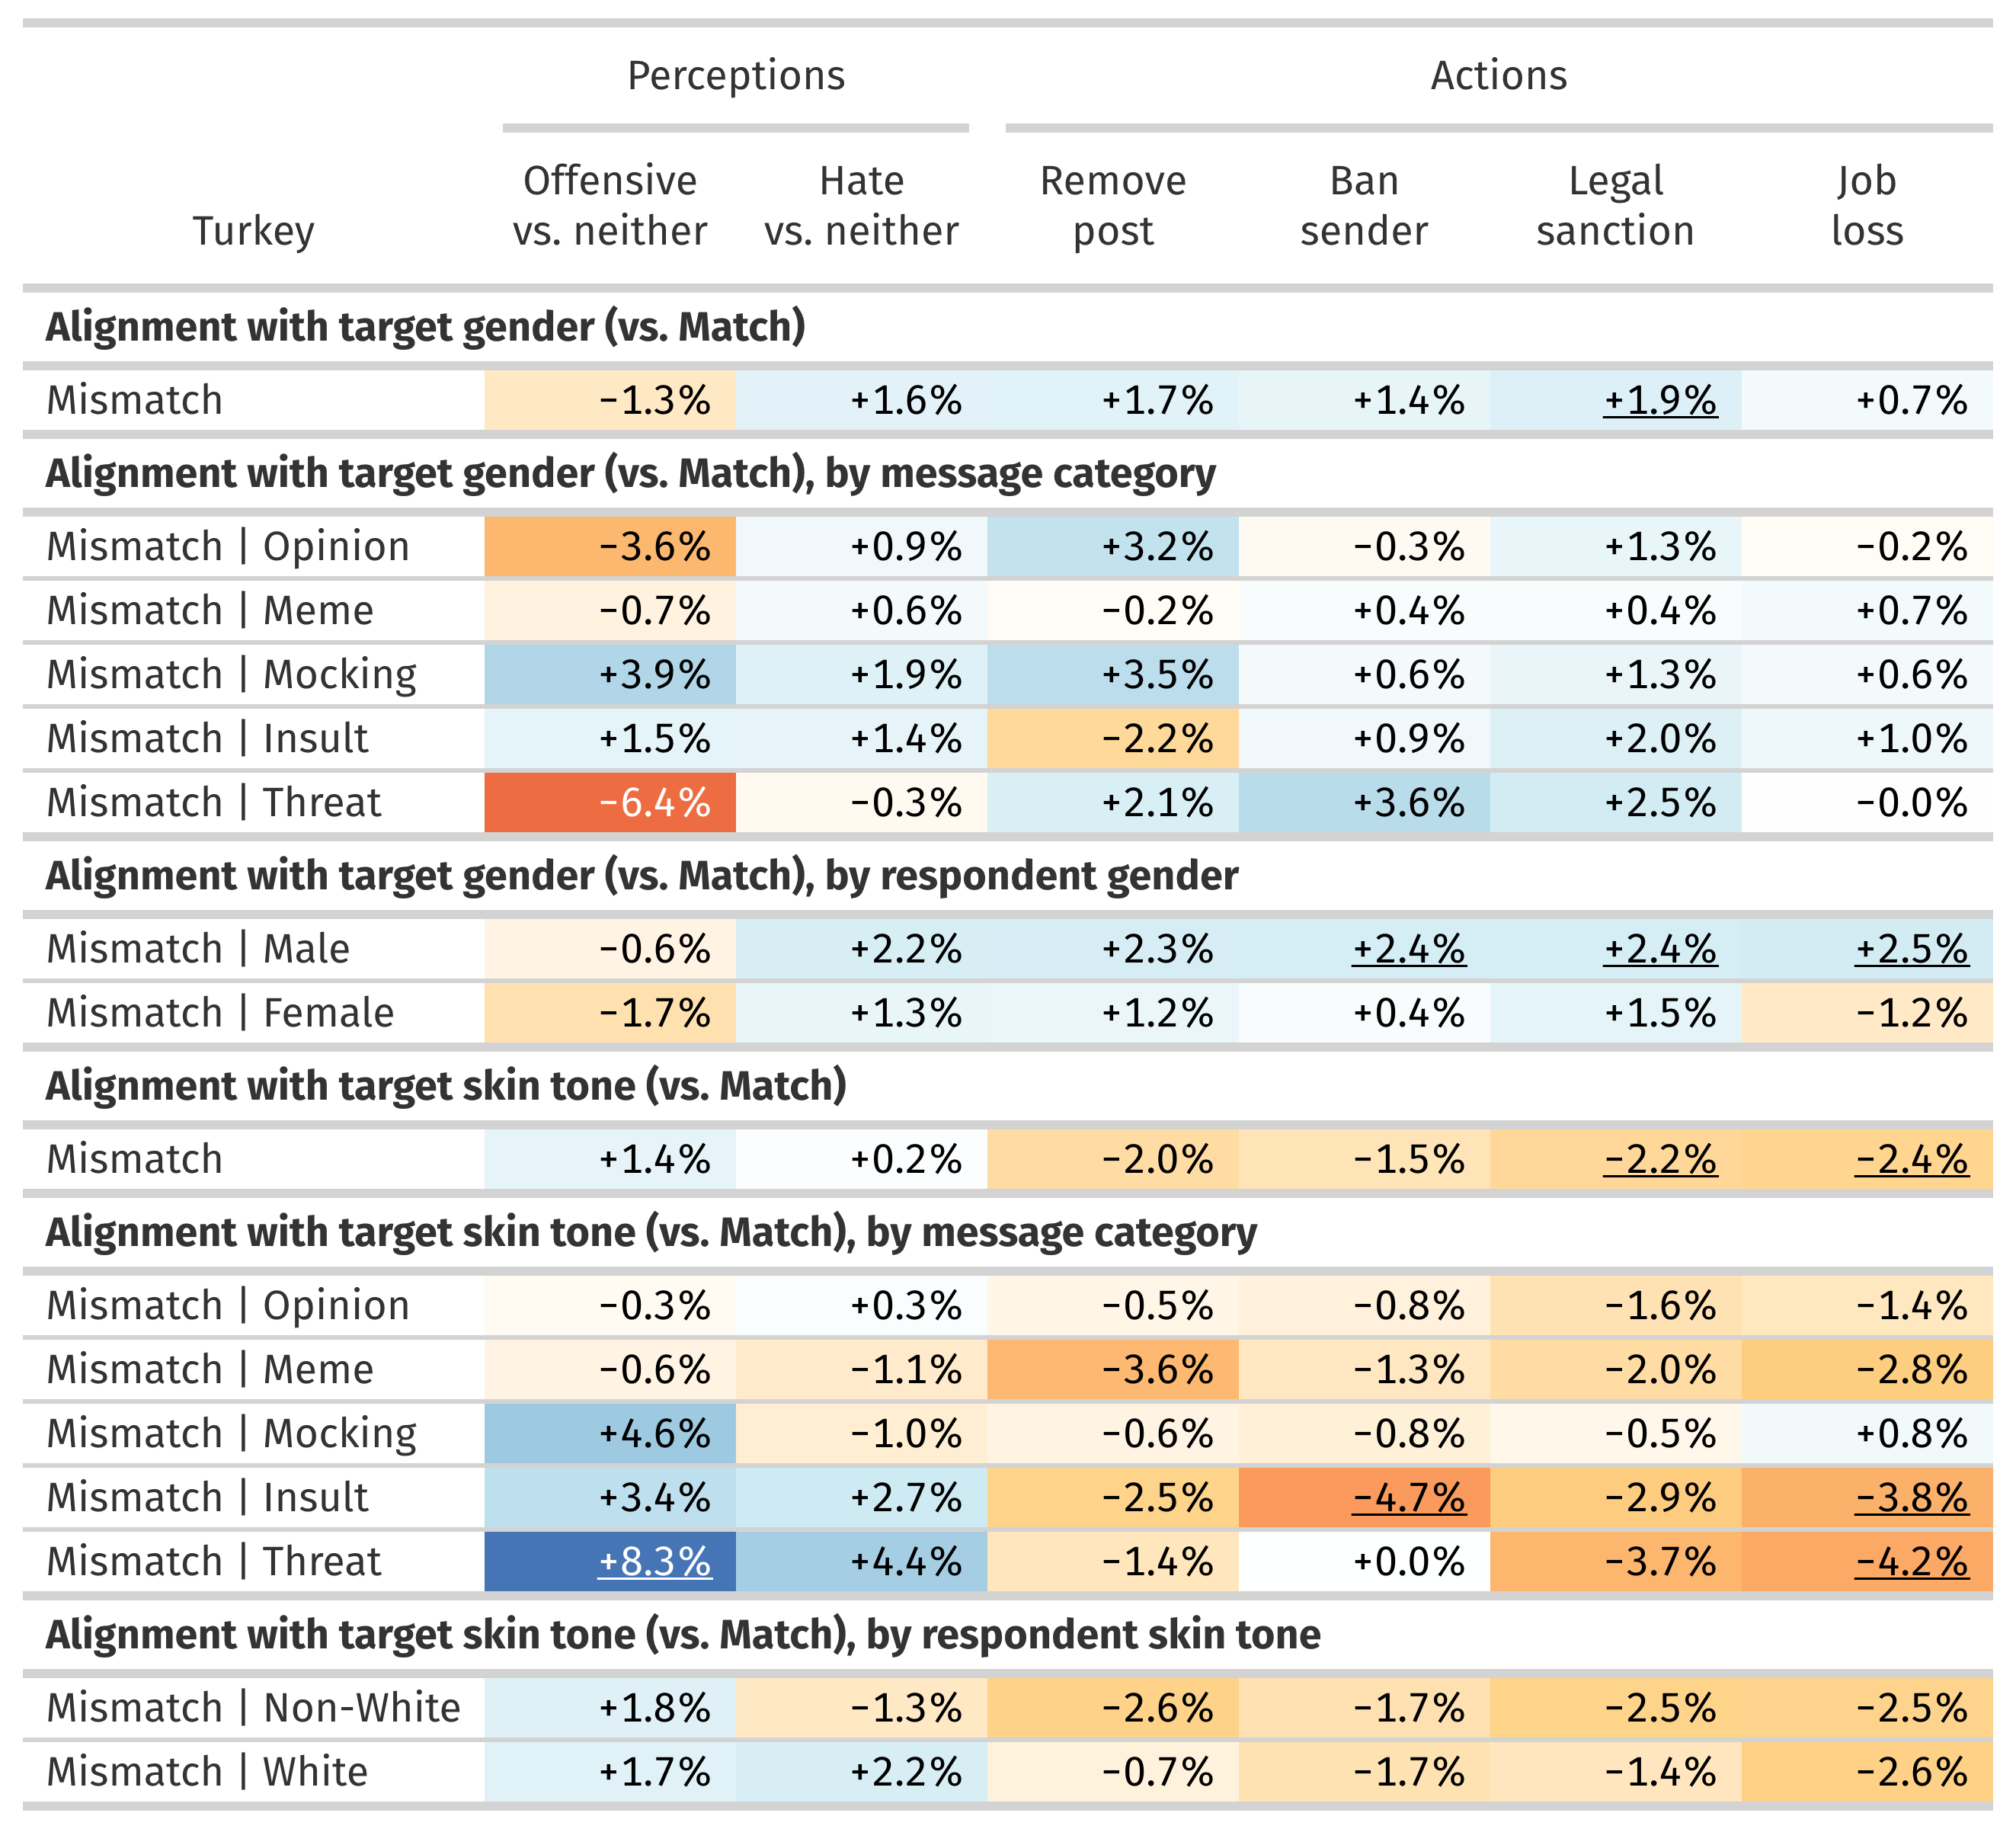 Perceptions Actions
Offensive Hate Remove Ban Legal Job
Turkey vs. neither vs. neither post sender sanction loss
Alignment with target gender (vs. Match)
Mismatch −1.3% +1.6% +1.7% +1.4% +1.9% +0.7%
Alignment with target gender (vs. Match), by message category
Mismatch | Opinion −3.6% +0.9% +3.2% −0.3% +1.3% −0.2%
Mismatch | Meme −0.7% +0.6% −0.2% +0.4% +0.4% +0.7%
Mismatch | Mocking +3.9% +1.9% +3.5% +0.6% +1.3% +0.6%
Mismatch | Insult +1.5% +1.4% −2.2% +0.9% +2.0% +1.0%
Mismatch | Threat −6.4% −0.3% +2.1% +3.6% +2.5% −0.0%
Alignment with target gender (vs. Match), by respondent gender
Mismatch | Male −0.6% +2.2% +2.3% +2.4% +2.4% +2.5%
Mismatch | Female −1.7% +1.3% +1.2% +0.4% +1.5% −1.2%
Alignment with target skin tone (vs. Match)
Mismatch +1.4% +0.2% −2.0% −1.5% −2.2% −2.4%
Alignment with target skin tone (vs. Match), by message category
Mismatch | Opinion −0.3% +0.3% −0.5% −0.8% −1.6% −1.4%
Mismatch | Meme −0.6% −1.1% −3.6% −1.3% −2.0% −2.8%
Mismatch | Mocking +4.6% −1.0% −0.6% −0.8% −0.5% +0.8%
Mismatch | Insult +3.4% +2.7% −2.5% −4.7% −2.9% −3.8%
Mismatch | Threat +8.3% +4.4% −1.4% +0.0% −3.7% −4.2%
Alignment with target skin tone (vs. Match), by respondent skin tone
Mismatch | Non-White +1.8% −1.3% −2.6% −1.7% −2.5% −2.5%
Mismatch | White +1.7% +2.2% −0.7% −1.7% −1.4% −2.6%